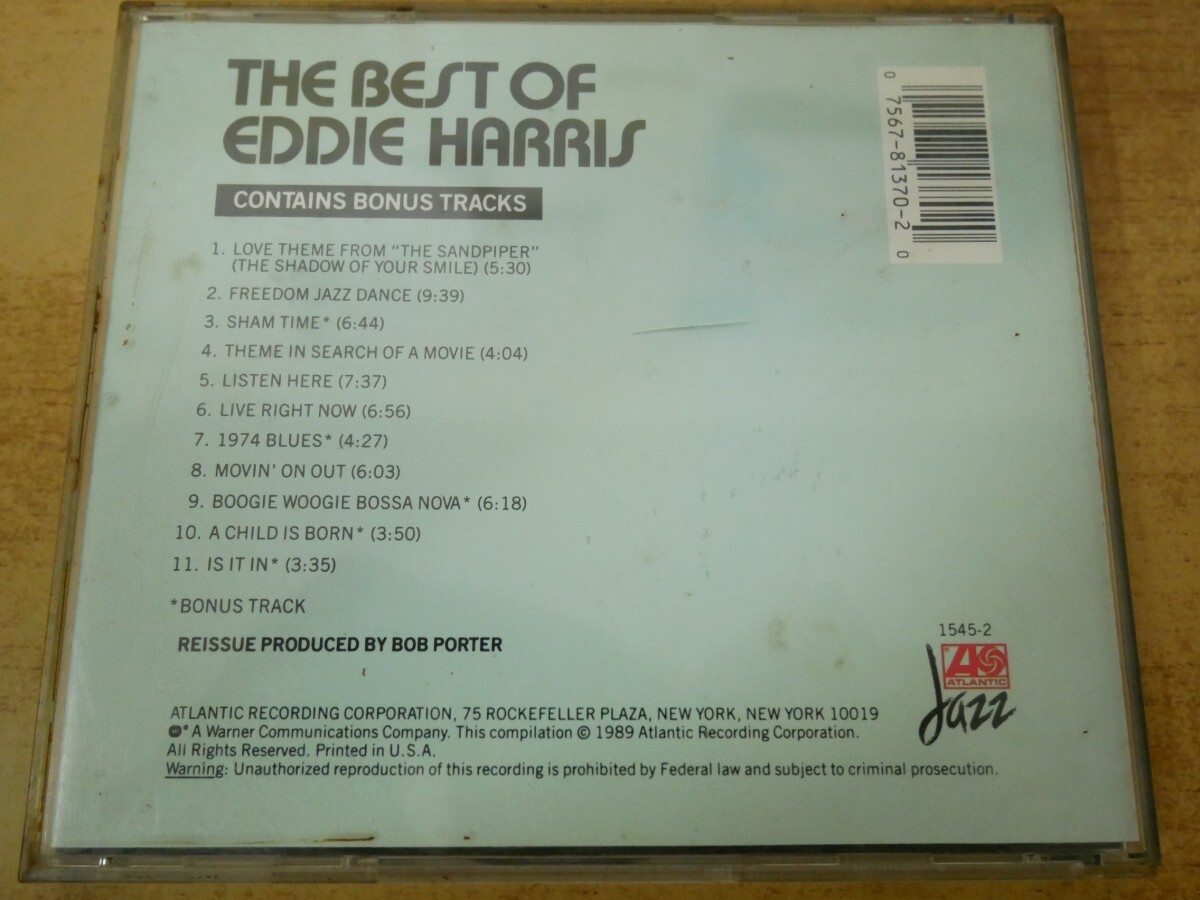 THE BEST OF
EDDIE HARRIS
CONTAINS BONUS TRACKS
1. LOVE THEME FROM "THE SANDPIPER"
(THE SHADOW OF YOUR SMILE) (5:30)
2. FREEDOM JAZZ DANCE (9:39)
3. SHAM TIME* (6:44)
4. THEME IN SEARCH OF A MOVIE (4:04)
5. LISTEN HERE (7:37)
6. LIVE RIGHT NOW (6:56)
7. 1974 BLUES* (4:27)
8. MOVIN' ON OUT (6:03)
9. BOOGIE WOOGIE BOSSA NOVA* (6:18)
10. A CHILD IS BORN* (3:50)
11. IS IT IN* (3:35)
*BONUS TRACK
REISSUE PRODUCED BY BOB PORTER
0 7567-81370-2 0
1545-2
A
ATLANTIC
Jazz
ATLANTIC RECORDING CORPORATION, 75 ROCKEFELLER PLAZA, NEW YORK, NEW YORK 10019
* A Warner Communications Company. This compilation © 1989 Atlantic Recording Corporation.
All Rights Reserved. Printed in U.S.A.
Warning: Unauthorized reproduction of this recording is prohibited by Federal law and subject to criminal prosecution.